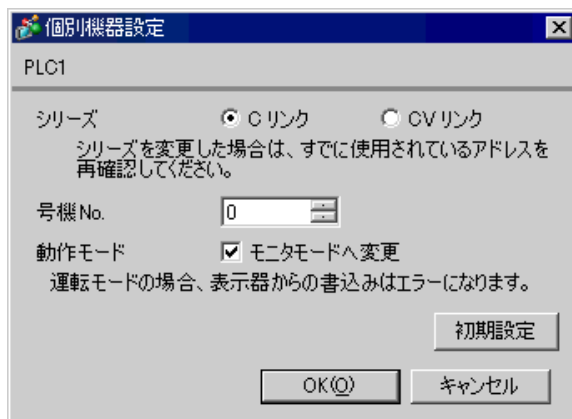 個別機器設定
PLC1
シリーズ C リンク CV リンク
シリーズを変更した場合は、すでに使用されているアドレスを
再確認してください。
号機No. 0
動作モード モニタモードへ変更
運転モードの場合、表示器からの書込みはエラーになります。
初期設定
OK(O) キャンセル